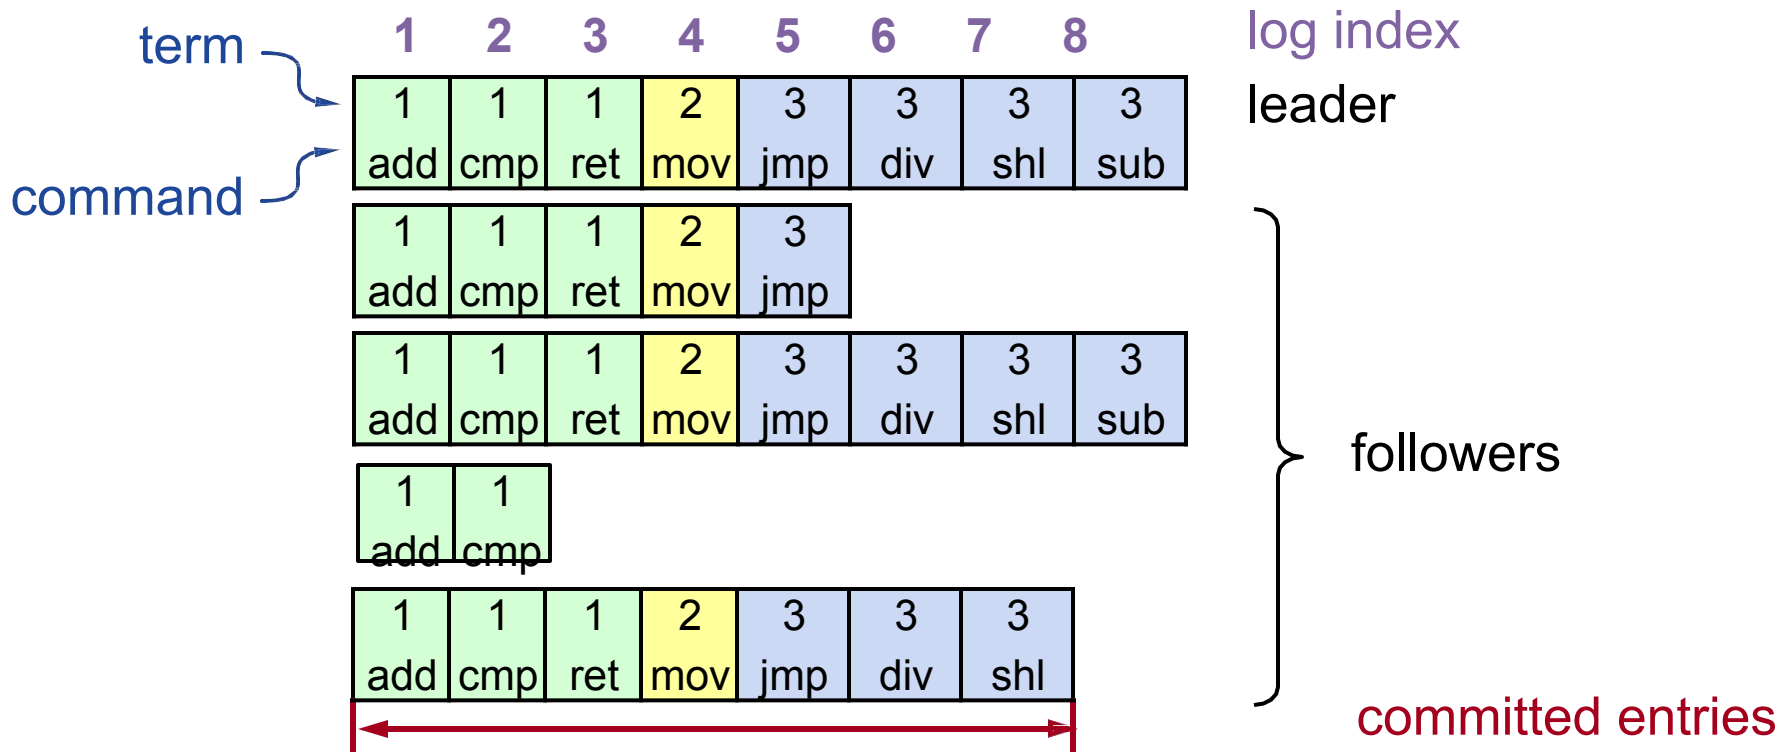 term
1 2 3 4 5 6 7 8 log index
1 1 1 2 3 3 3 3 leader
add cmp ret mov jmp div shl sub
command
1 1 1 2 3
add cmp ret mov jmp
1 1 1 2 3 3 3 3
add cmp ret mov jmp div shl sub
followers
1 1
add cmp
1 1 1 2 3 3 3
add cmp ret mov jmp div shl
committed entries